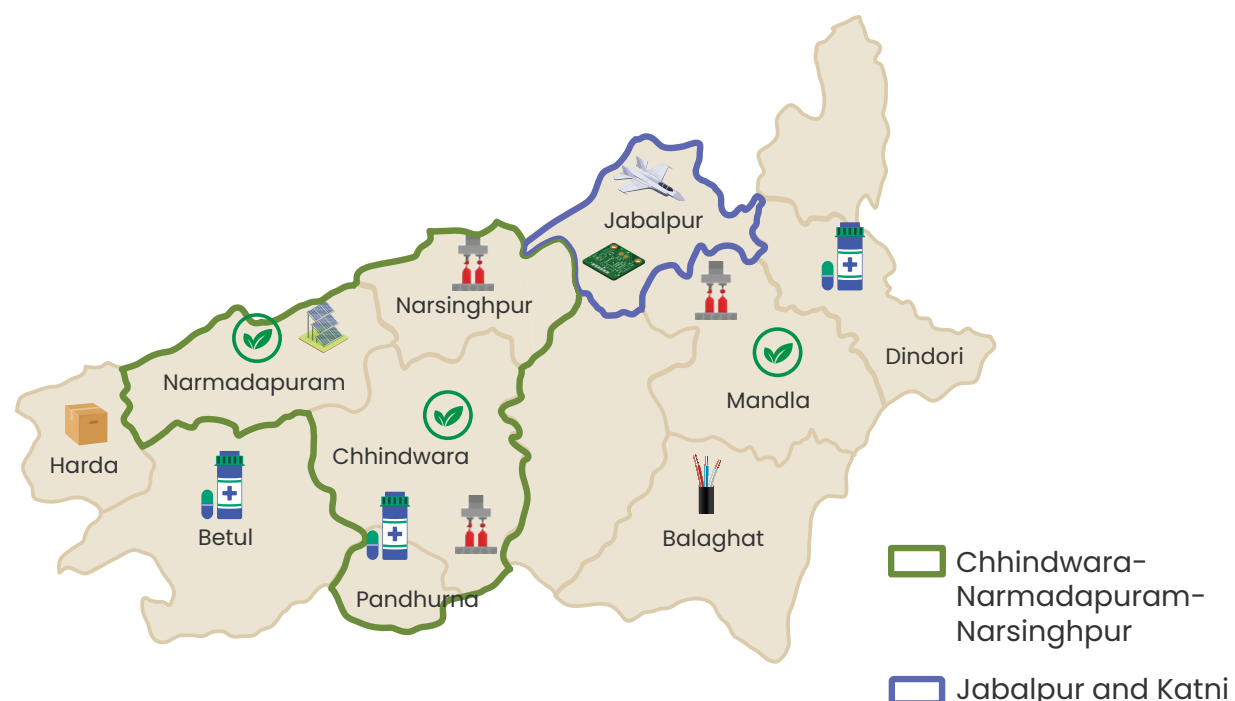 Jabalpur
Narsinghpur
Dindori
Narmadapuram
Mandla
Chhindwara
Harda
Betul
Balaghat
Pandhurna
Chhindwara-
Narmadapuram-
Narsinghpur
Jabalpur and Katni